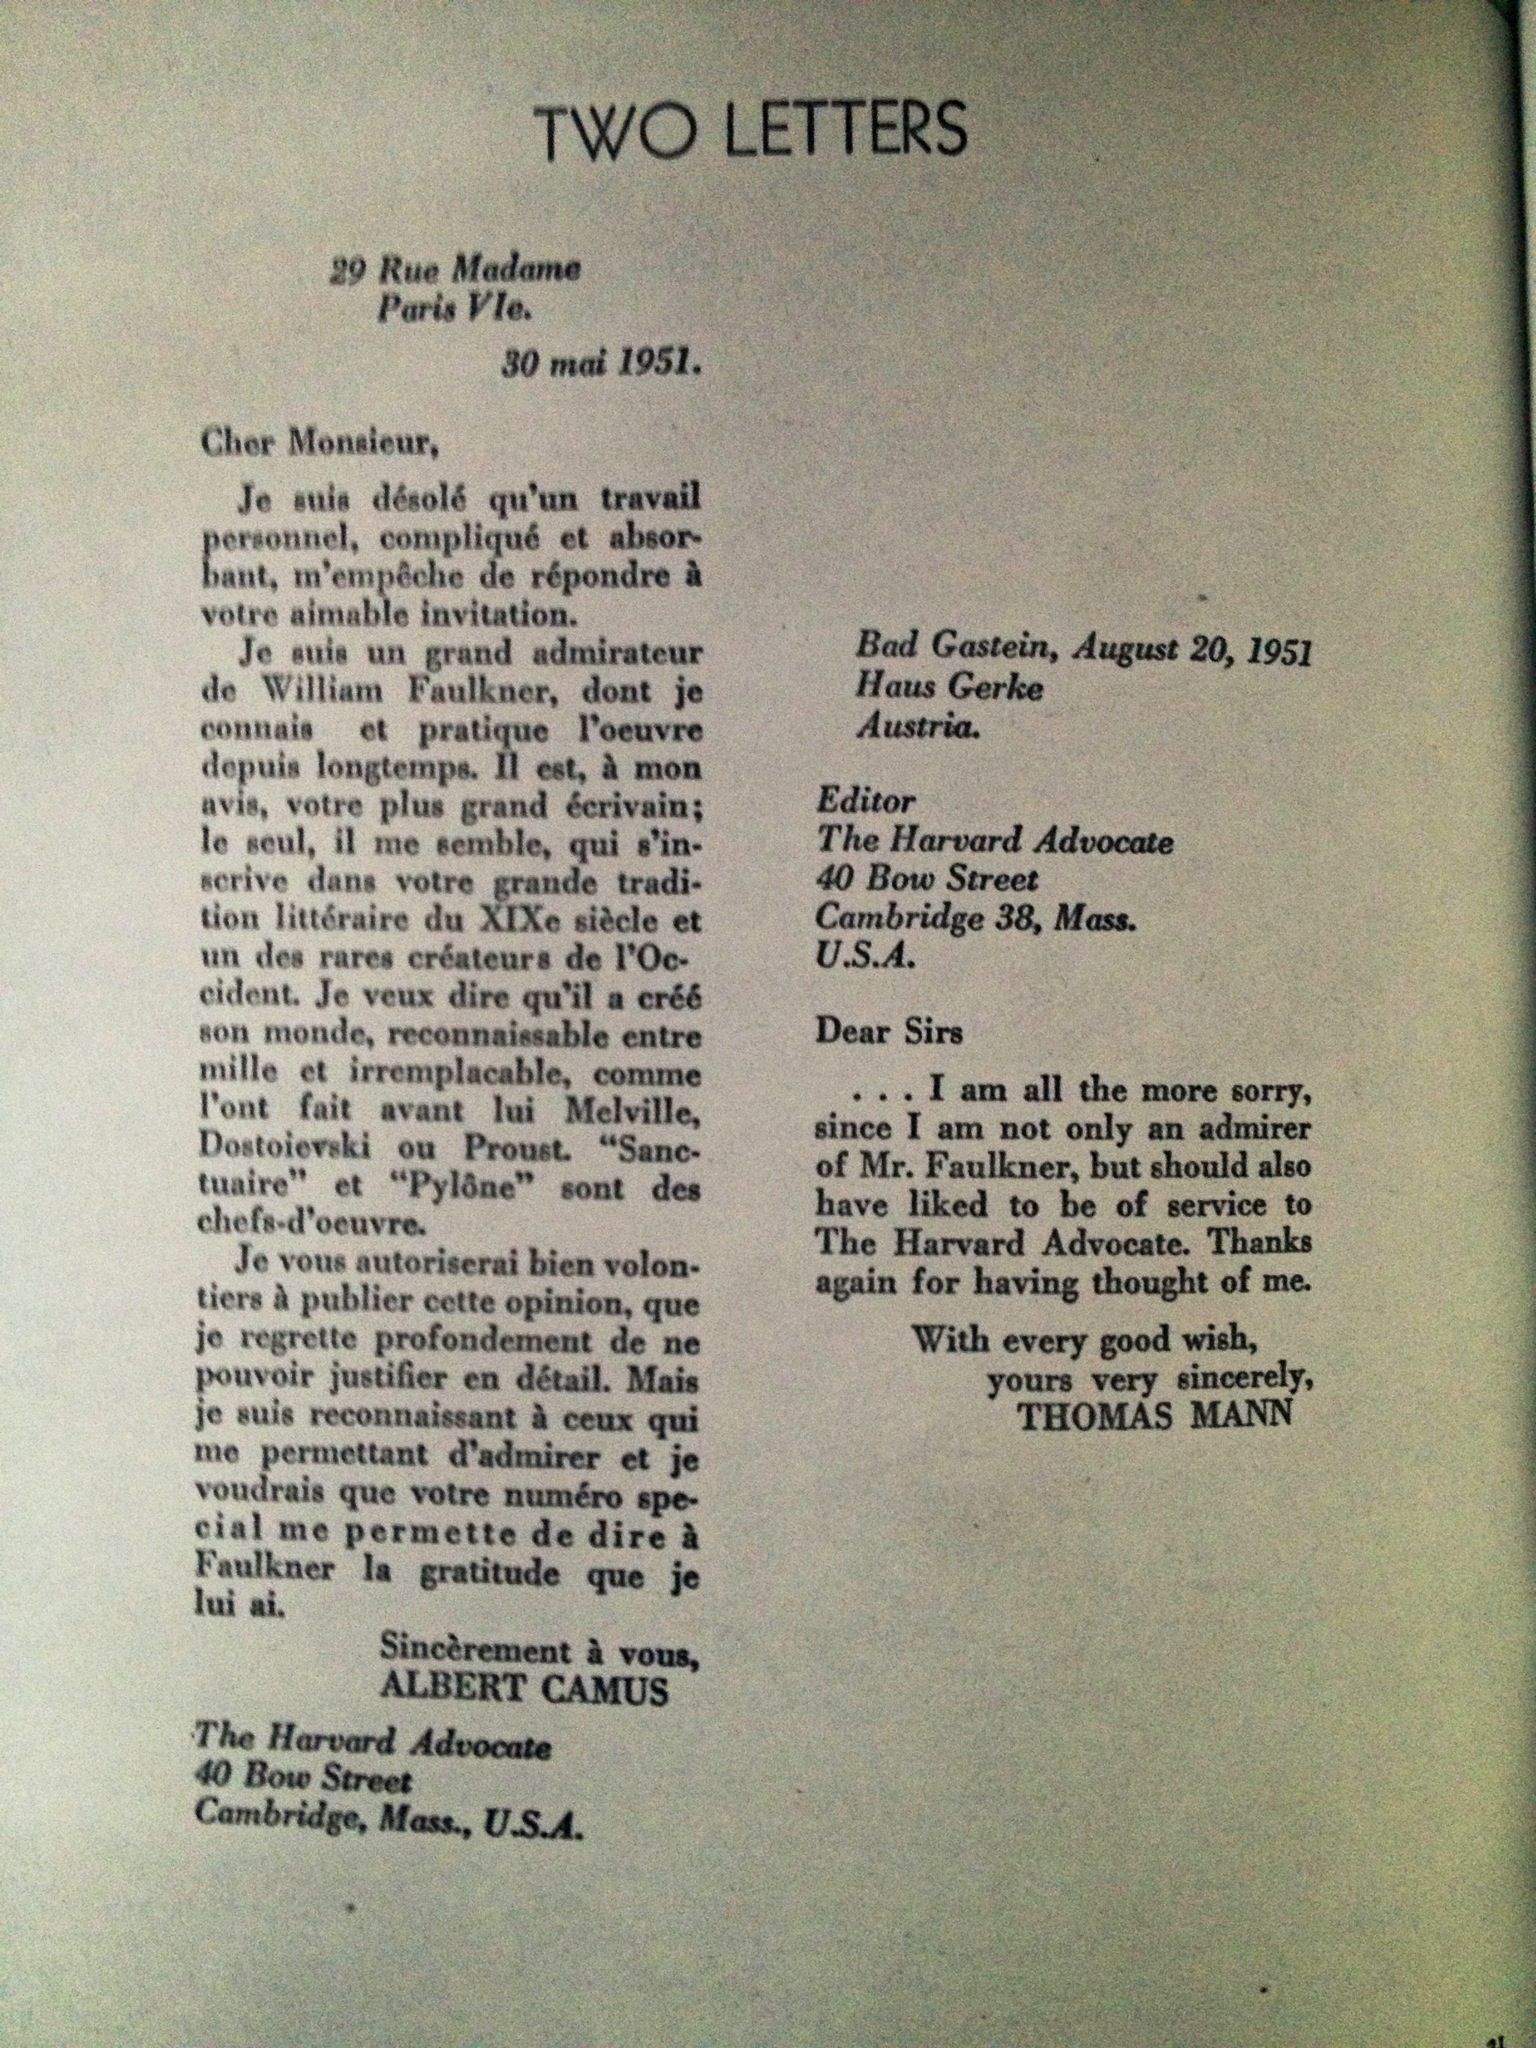 TWO LETTERS
29 Rue Madame
Paris VIe.
30 mai 1951.
Cher Monsieur,
Je suis désolé qu'un travail
personnel, compliqué et absor-
bant, m'empêche de répondre à
votre aimable invitation.
Je suis un grand admirateur
de William Faulkner, dont je
connais et pratique l'oeuvre
depuis longtemps. Il est, à mon
avis, votre plus grand écrivain;
le seul, il me semble, qui s'in-
scrive dans votre grande tradi-
tion littéraire du XIXe siècle et
un des rares créateurs de l'Oc-
cident. Je veux dire qu'il a créé
son monde, reconnaissable entre
mille et irremplacable, comme
l'ont fait avant lui Melville,
Dostoievski ou Proust. “Sanc-
tuaire” et “Pylône” sont des
chefs-d'oeuvre.
Je vous autoriserai bien volon-
tiers à publier cette opinion, que
je regrette profondement de ne
pouvoir justifier en détail. Mais
je suis reconnaissant à ceux qui
me permettant d'admirer et je
voudrais que votre numéro spe-
cial me permette de dire à
Faulkner la gratitude que je
lui ai.
Sincèrement à vous,
ALBERT CAMUS
The Harvard Advocate
40 Bow Street
Cambridge, Mass., U.S.A.
Bad Gastein, August 20, 1951
Haus Gerke
Austria.
Editor
The Harvard Advocate
40 Bow Street
Cambridge 38, Mass.
U.S.A.
Dear Sirs
. . . I am all the more sorry,
since I am not only an admirer
of Mr. Faulkner, but should also
have liked to be of service to
The Harvard Advocate. Thanks
again for having thought of me.
With every good wish,
yours very sincerely,
THOMAS MANN